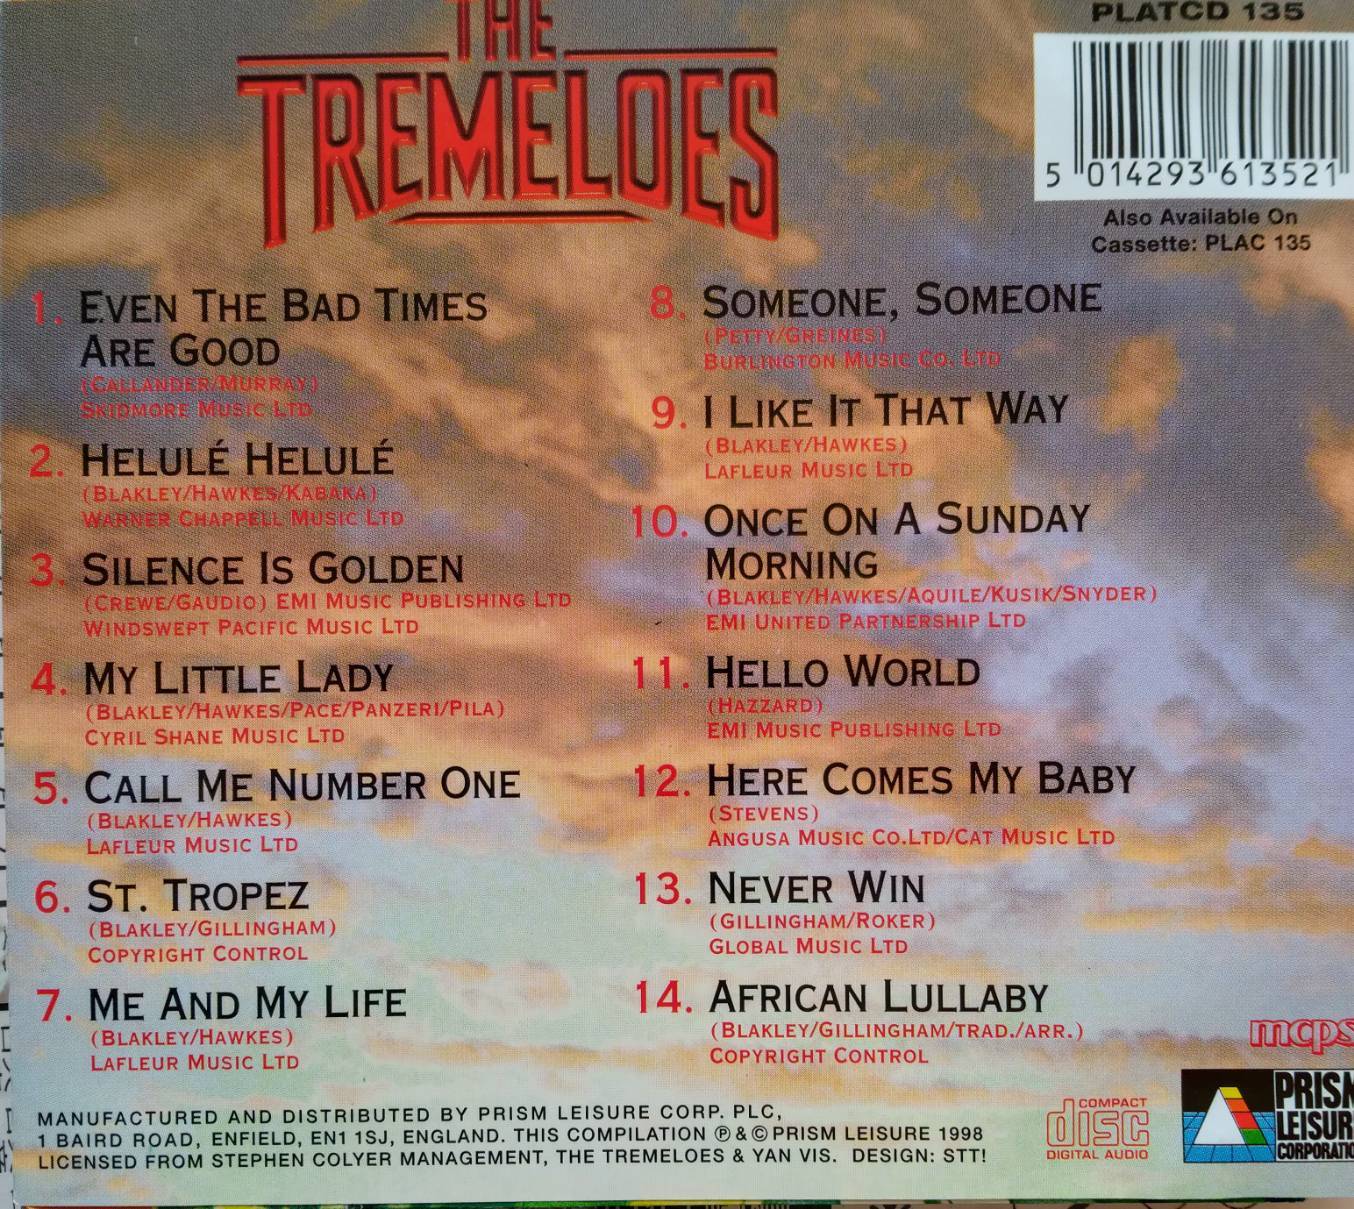 THE
TREMELOES
PLATCD 135
5 014293 613521
Also Available On
Cassette: PLAC 135
1. EVEN THE BAD TIMES
ARE GOOD
(CALLANDER/MURRAY)
SKIDMORE MUSIC LTD
2. HELULÉ HELULÉ
(BLAKLEY/HAWKES/KABAKA)
WARNER CHAPPELL MUSIC LTD
3. SILENCE IS GOLDEN
(CREWE/GAUDIO) EMI MUSIC PUBLISHING LTD
WINDSWEPT PACIFIC MUSIC LTD
4. MY LITTLE LADY
(BLAKLEY/HAWKES/PACE/PANZERI/PILA)
CYRIL SHANE MUSIC LTD
5. CALL ME NUMBER ONE
(BLAKLEY/HAWKES)
LAFLEUR MUSIC LTD
6. ST. TROPEZ
(BLAKLEY/GILLINGHAM)
COPYRIGHT CONTROL
7. ME AND MY LIFE
(BLAKLEY/HAWKES)
LAFLEUR MUSIC LTD
8. SOMEONE, SOMEONE
(PETTY/GREINES)
BURLINGTON MUSIC CO. LTD
9. I LIKE IT THAT WAY
(BLAKLEY/HAWKES)
LAFLEUR MUSIC LTD
10. ONCE ON A SUNDAY
MORNING
(BLAKLEY/HAWKES/AQUILE/KUSIK/SNYDER)
EMI UNITED PARTNERSHIP LTD
11. HELLO WORLD
(HAZZARD)
EMI MUSIC PUBLISHING LTD
12. HERE COMES MY BABY
(STEVENS)
ANGUSA MUSIC CO.LTD/CAT MUSIC LTD
13. NEVER WIN
(GILLINGHAM/ROKER)
GLOBAL MUSIC LTD
14. AFRICAN LULLABY
(BLAKLEY/GILLINGHAM/TRAD./ARR.)
COPYRIGHT CONTROL
mcps
MANUFACTURED AND DISTRIBUTED BY PRISM LEISURE CORP. PLC,
1 BAIRD ROAD, ENFIELD, EN1 1SJ, ENGLAND. THIS COMPILATION ℗ & © PRISM LEISURE 1998
LICENSED FROM STEPHEN COLYER MANAGEMENT, THE TREMELOES & YAN VIS. DESIGN: STT!
COMPACT
disc
DIGITAL AUDIO
PRISM
LEISUR
CORPORATIO